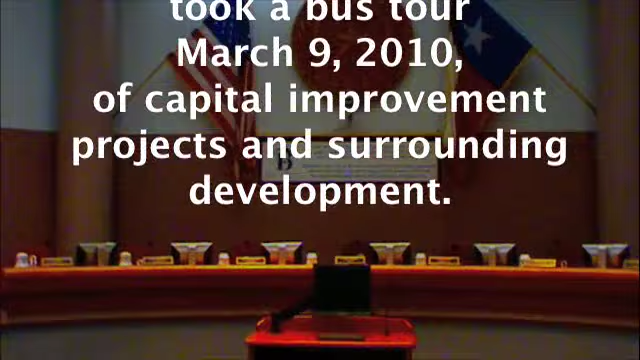 took a bus tour
March 9, 2010,
of capital improvement
projects and surrounding
development.